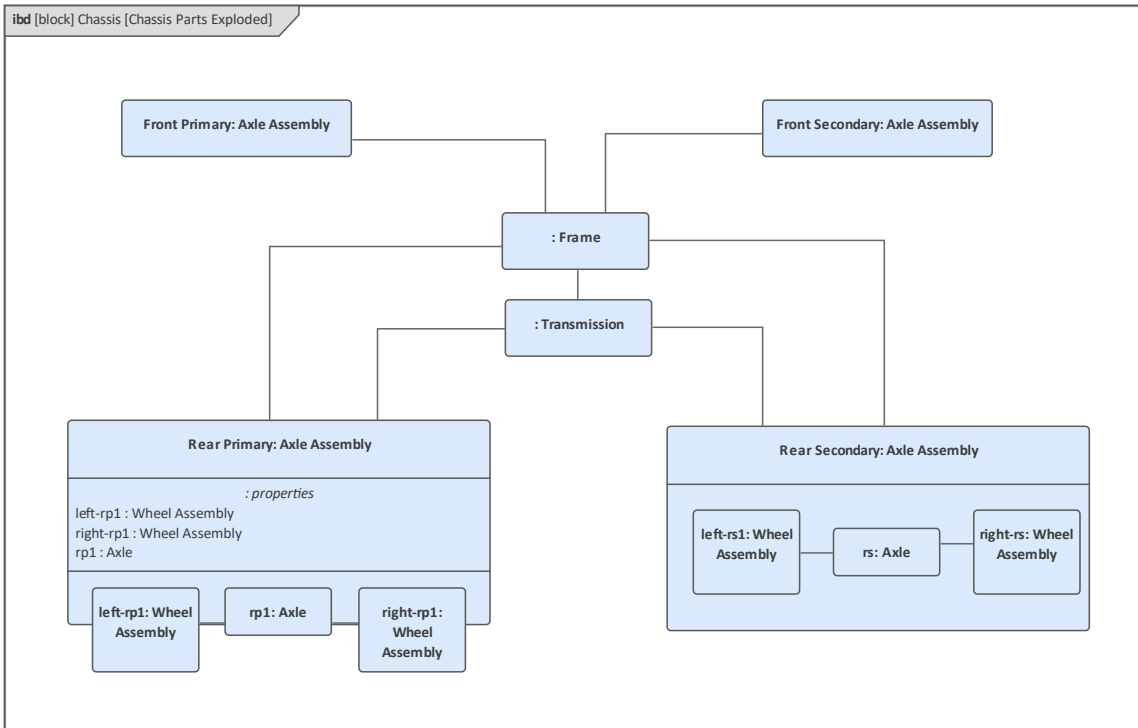 ibd [block] Chassis [Chassis Parts Exploded]
Front Primary: Axle Assembly
Front Secondary: Axle Assembly
: Frame
: Transmission
Rear Primary: Axle Assembly
: properties
left-rp1 : Wheel Assembly
right-rp1 : Wheel Assembly
rp1 : Axle
left-rp1: Wheel
Assembly
rp1: Axle
right-rp1:
Wheel
Assembly
Rear Secondary: Axle Assembly
left-rs1: Wheel
Assembly
rs: Axle
right-rs: Wheel
Assembly